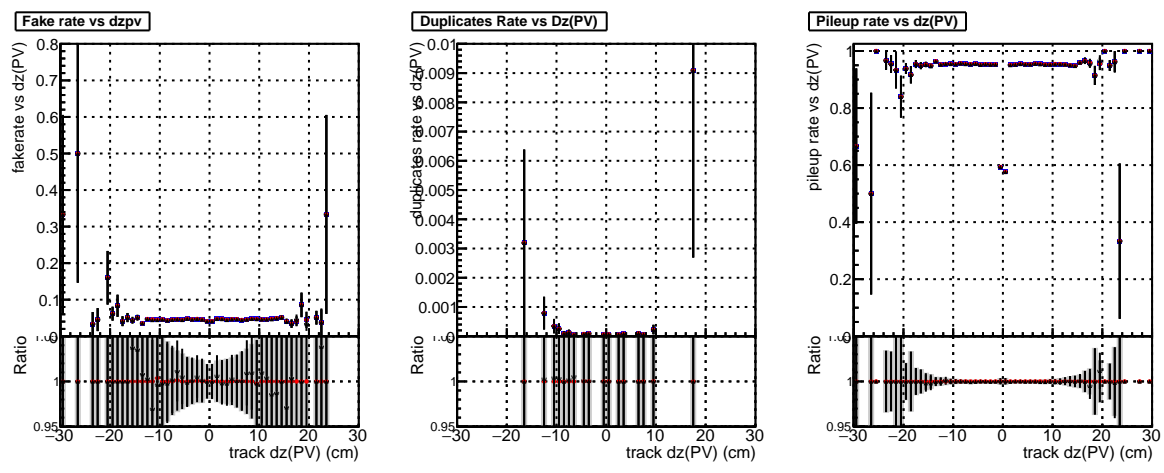 Fake rate vs dzpv
fakerate vs dz(PV)
0.8
0.7
0.6
0.5
0.4
0.3
0.2
0.1
0
Ratio
1
0.95
−30 −20 −10 0 10 20 30
track dz(PV) (cm)
Duplicates Rate vs Dz(PV)
duplicates rate vs dz(PV)
0.01
0.009
0.008
0.007
0.006
0.005
0.004
0.003
0.002
0.001
0
Ratio
1
0.95
−30 −20 −10 0 10 20 30
track dz(PV) (cm)
Pileup rate vs dz(PV)
pileup rate vs dz(PV)
1
0.8
0.6
0.4
0.2
0
Ratio
1
0.95
−30 −20 −10 0 10 20 30
track dz(PV) (cm)